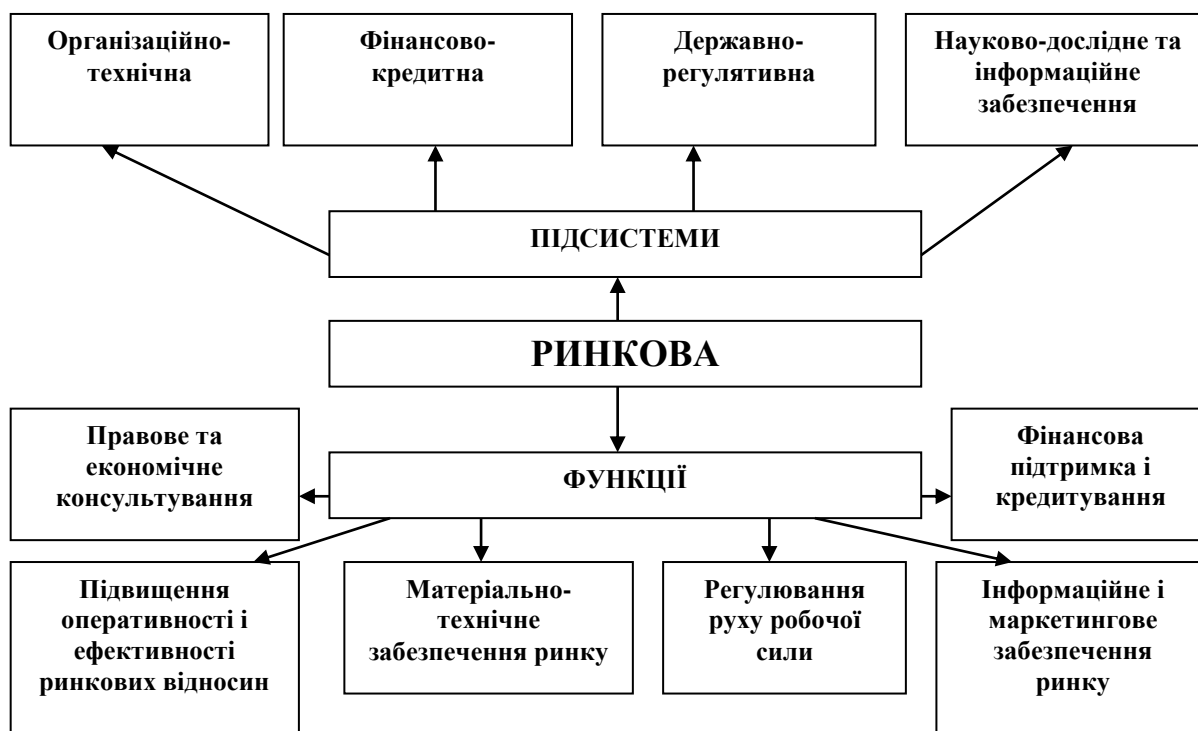 Організаційно-
технічна
Фінансово-
кредитна
Державно-
регулятивна
Науково-дослідне та
інформаційне
забезпечення
ПІДСИСТЕМИ
РИНКОВА
ФУНКЦІЇ
Правове та
економічне
консультування
Фінансова
підтримка і
кредитування
Підвищення
оперативності і
ефективності
ринкових відносин
Матеріально-
технічне
забезпечення ринку
Регулювання
руху робочої
сили
Інформаційне і
маркетингове
забезпечення
ринку